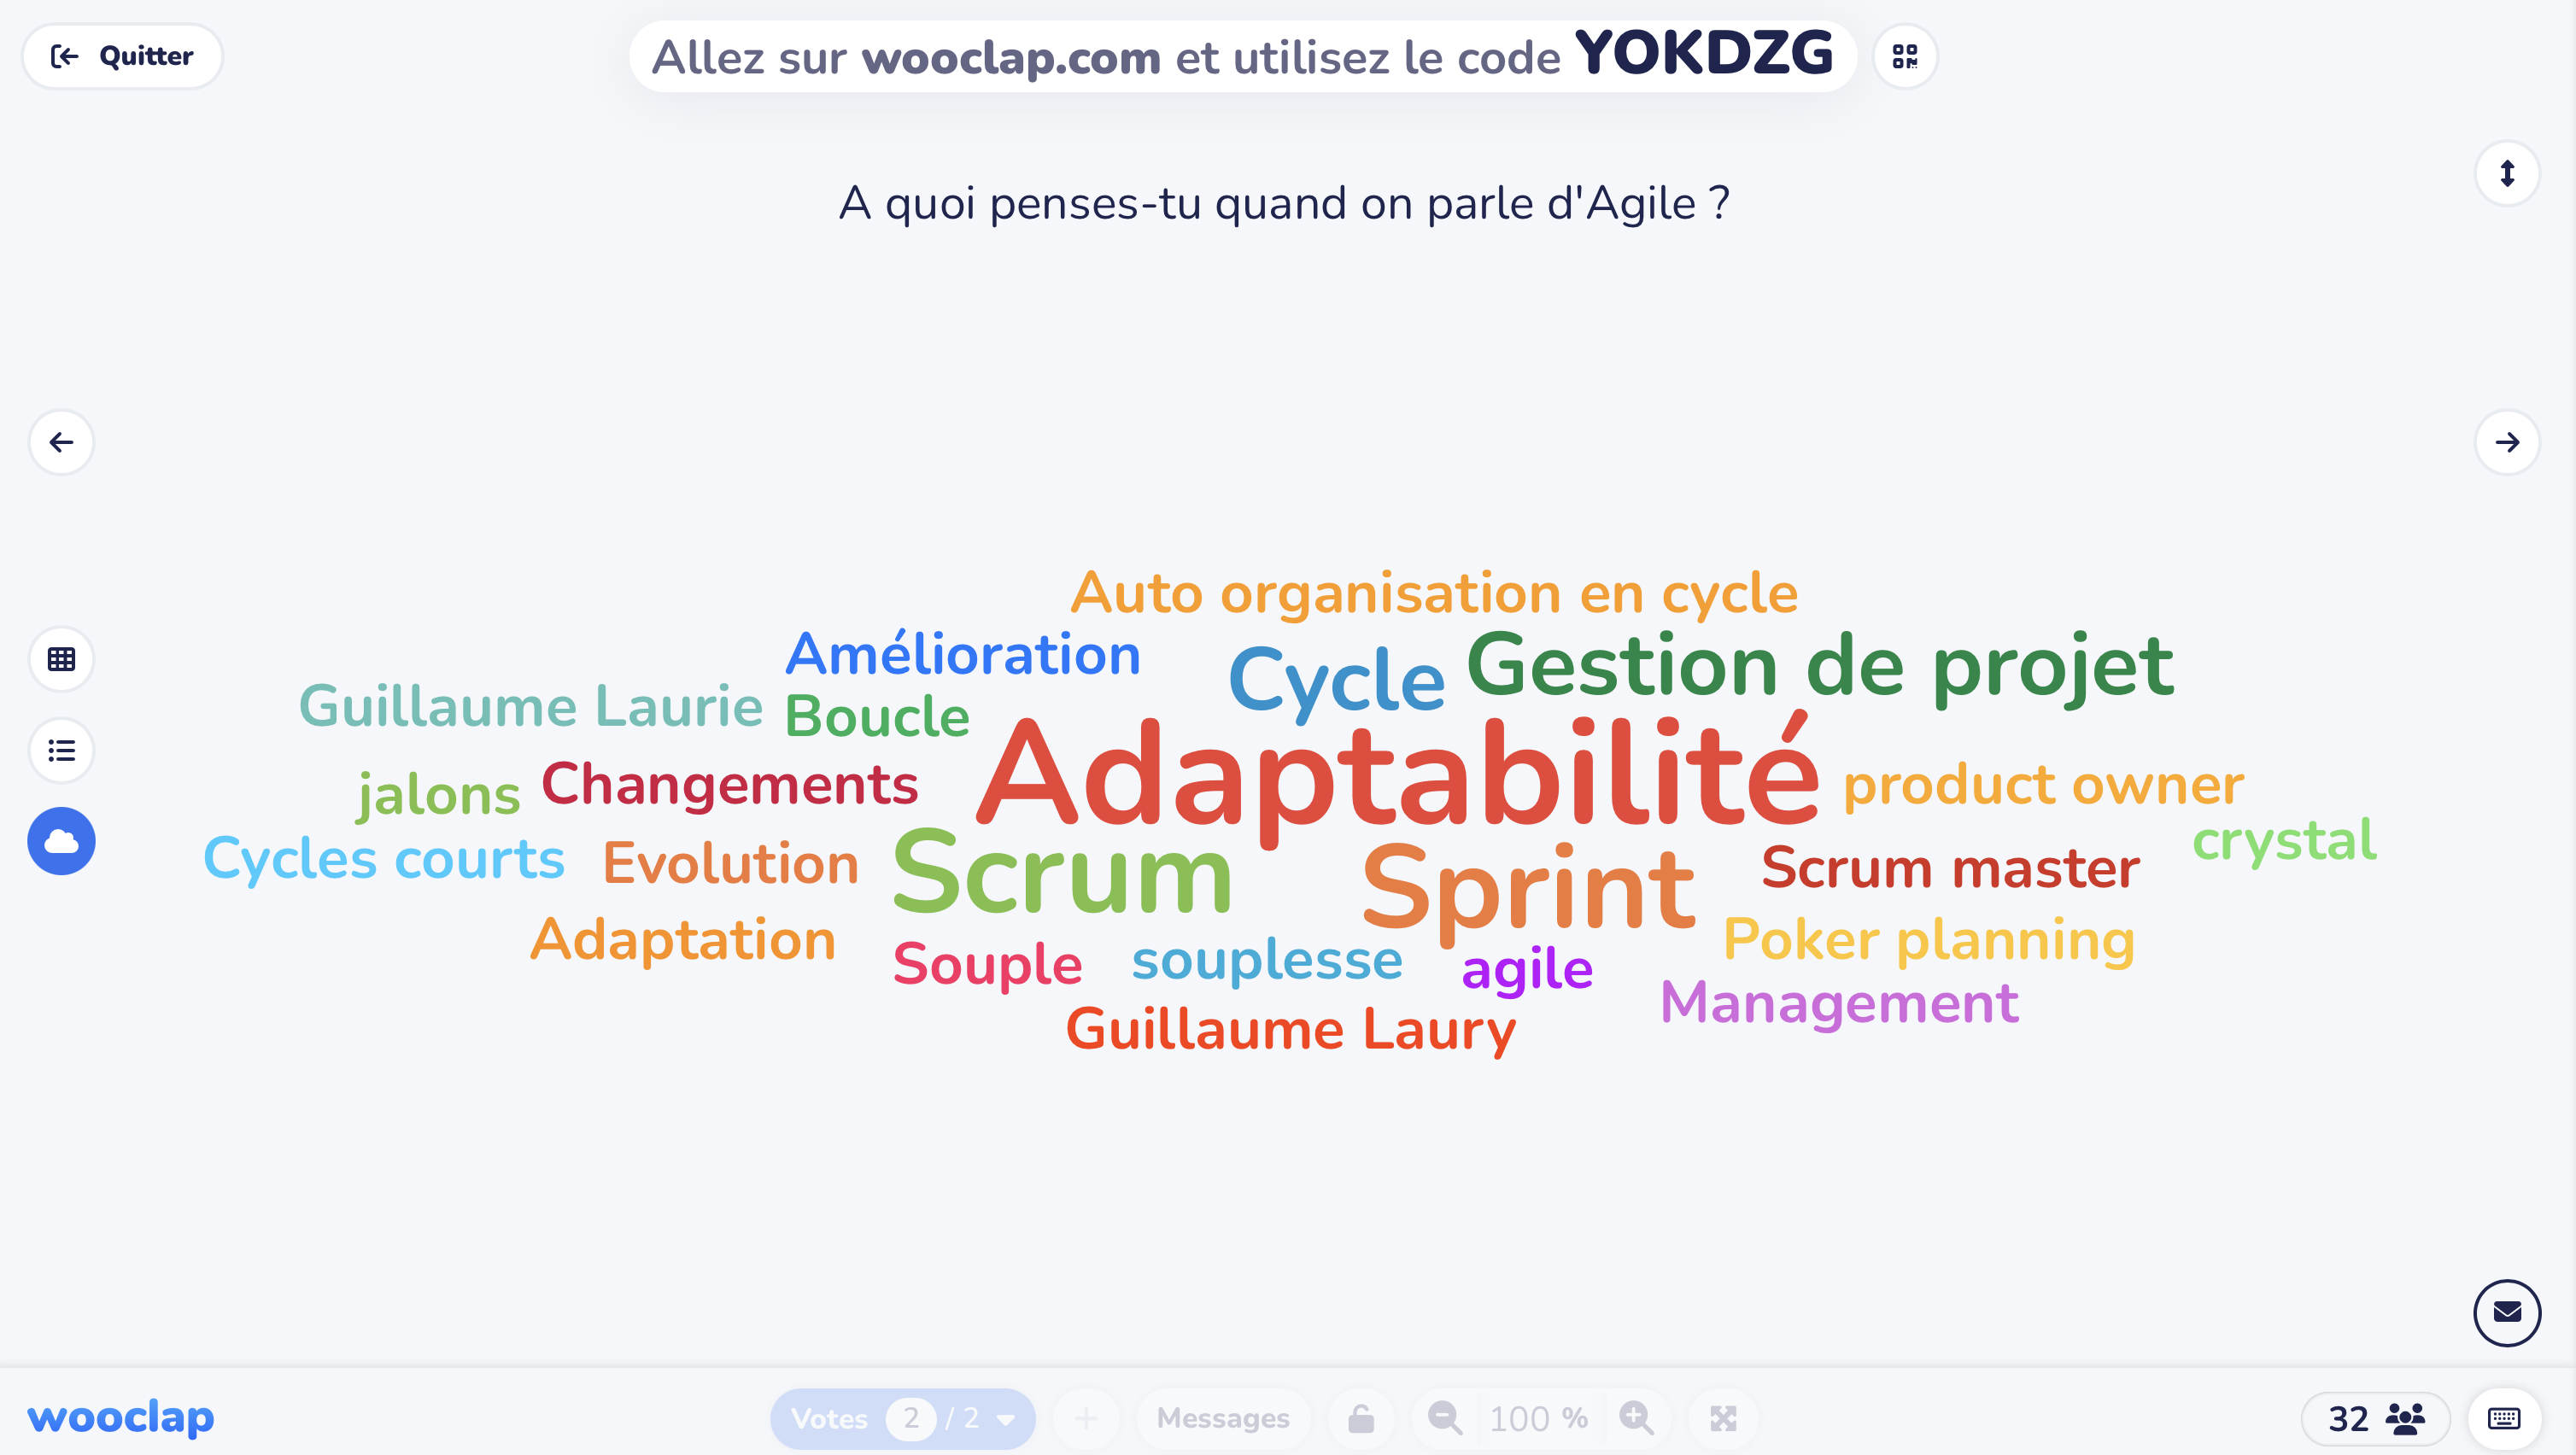 Quitter
Allez sur wooclap.com et utilisez le code YOKDZG
A quoi penses-tu quand on parle d'Agile ?
Auto organisation en cycle
Amélioration
Cycle
Gestion de projet
Guillaume Laurie
Boucle
Adaptabilité
jalons
Changements
product owner
Cycles courts
Evolution
Scrum
Sprint
Scrum master
crystal
Adaptation
Souple
souplesse
agile
Poker planning
Management
Guillaume Laury
wooclap
Votes 2 / 2
Messages
100 %
32